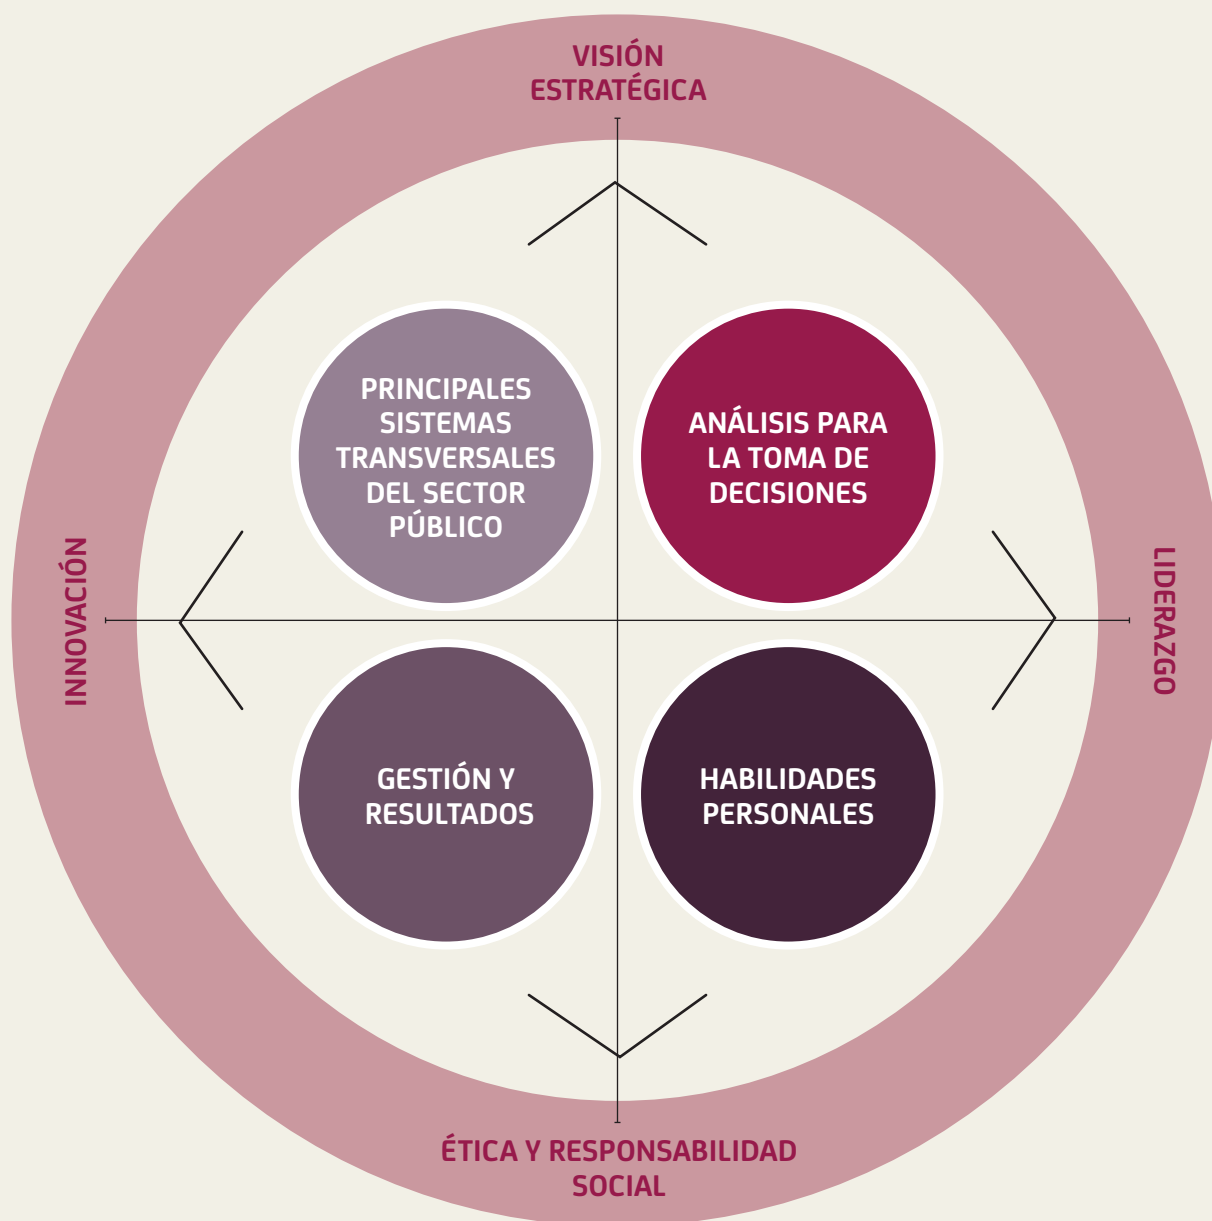 VISIÓN
ESTRATÉGICA
PRINCIPALES
SISTEMAS
TRANSVERSALES
DEL SECTOR
PÚBLICO
ANÁLISIS PARA
LA TOMA DE
DECISIONES
INNOVACIÓN
LIDERAZGO
GESTIÓN Y
RESULTADOS
HABILIDADES
PERSONALES
ÉTICA Y RESPONSABILIDAD
SOCIAL